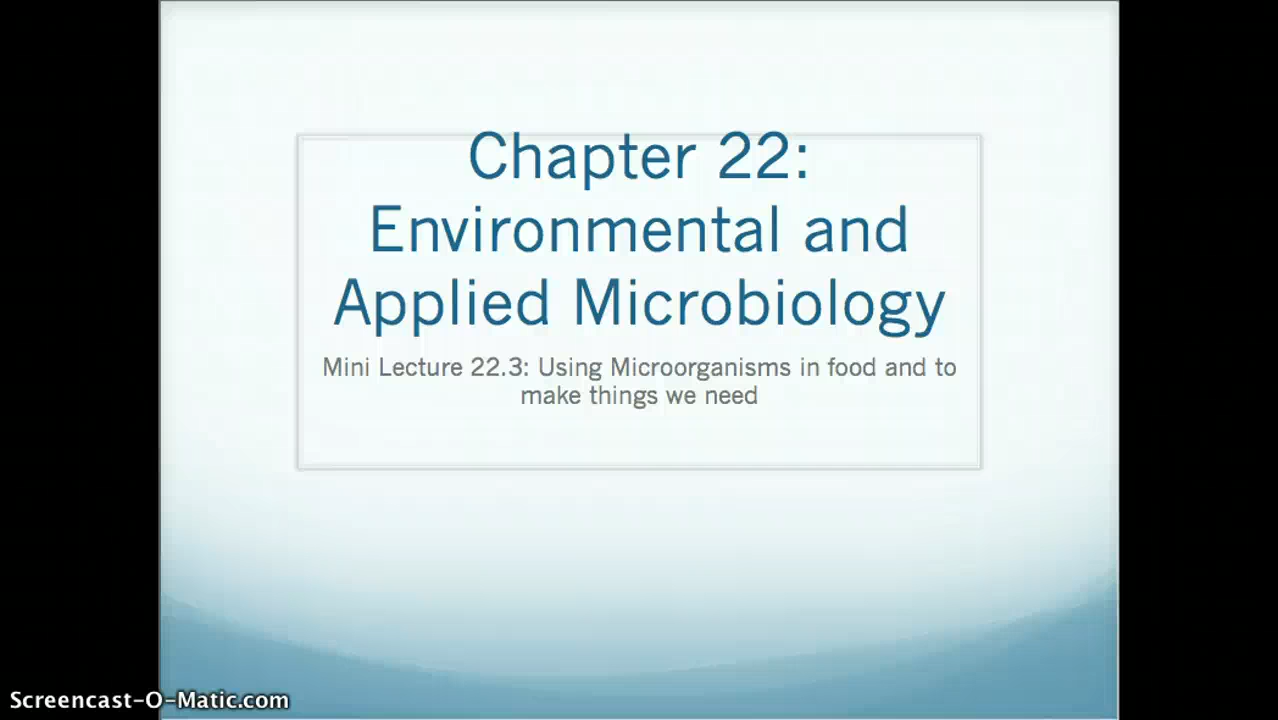 Chapter 22:
Environmental and
Applied Microbiology
Mini Lecture 22.3: Using Microorganisms in food and to
make things we need
Screencast-O-Matic.com